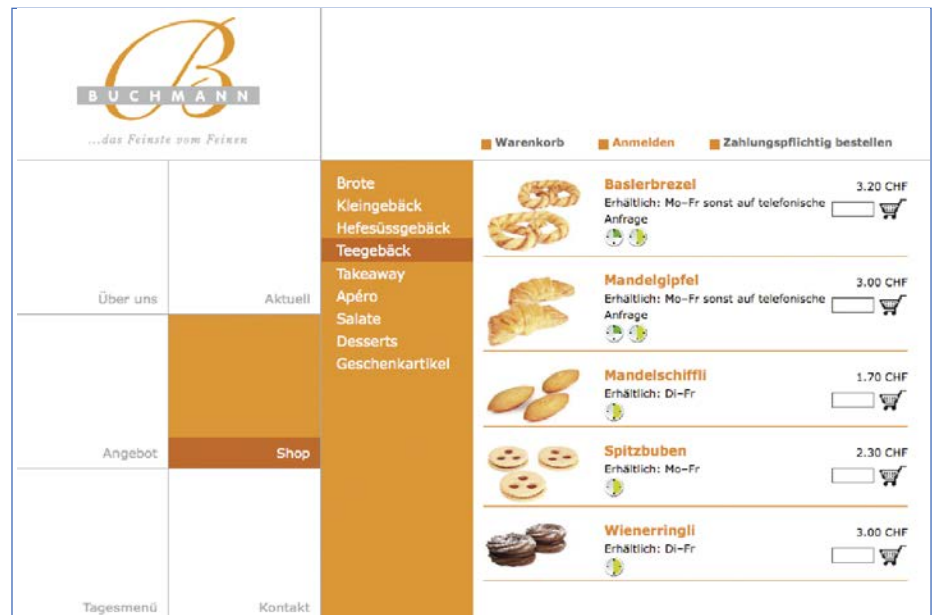 BUCHMANN
...das Feinste vom Feinen
Warenkorb
Anmelden
Zahlungspflichtig bestellen
Über uns
Aktuell
Angebot
Shop
Tagesmenü
Kontakt
Brote
Kleingebäck
Hefesüssgebäck
Teegebäck
Takeaway
Apéro
Salate
Desserts
Geschenkartikel
Baslerbrezel
3.20 CHF
Erhältlich: Mo-Fr sonst auf telefonische
Anfrage
Mandelgipfel
3.00 CHF
Erhältlich: Mo-Fr sonst auf telefonische
Anfrage
Mandelschiffli
1.70 CHF
Erhältlich: Di-Fr
Spitzbuben
2.30 CHF
Erhältlich: Mo-Fr
Wienerringli
3.00 CHF
Erhältlich: Di-Fr